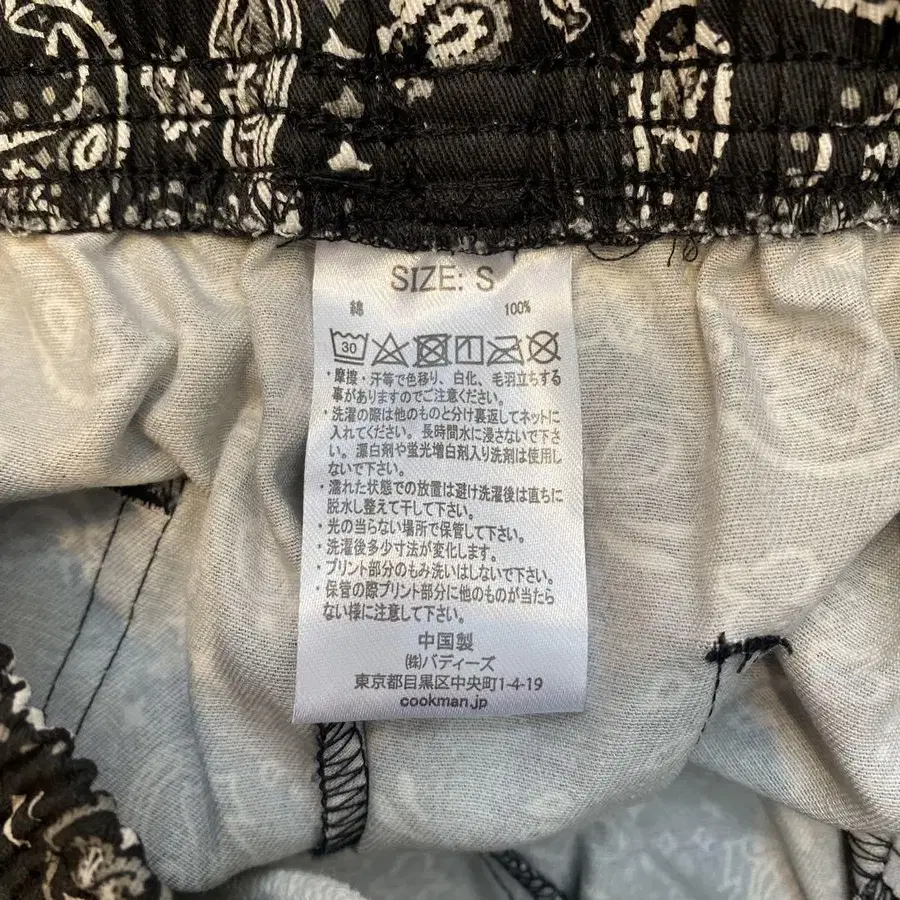 SIZE: S
綿 100%
30
・摩擦・汗等で色移り、白化、毛羽立ちする
事がありますのでご注意ください。
・洗濯の際は他のものと分け裏返してネットに
入れてください。長時間水に浸さないで下さ
い。漂白剤や蛍光増白剤入り洗剤は使用し
ないで下さい。
・濡れた状態での放置は避け洗濯後は直ちに
脱水し整えて干して下さい。
・光の当らない場所で保管して下さい。
・洗濯後多少寸法が変化します。
・プリント部分のもみ洗いはしないで下さい。
・保管の際プリント部分に他のものが当たら
ない様に注意して下さい。
中国製
㈱バディーズ
東京都目黒区中央町1-4-19
cookman.jp